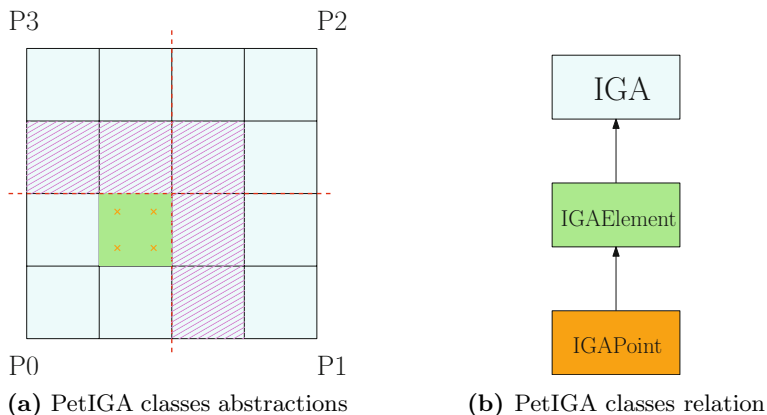 P3
P2
P0
P1
(a) PetIGA classes abstractions
IGA
IGAElement
IGAPoint
(b) PetIGA classes relation